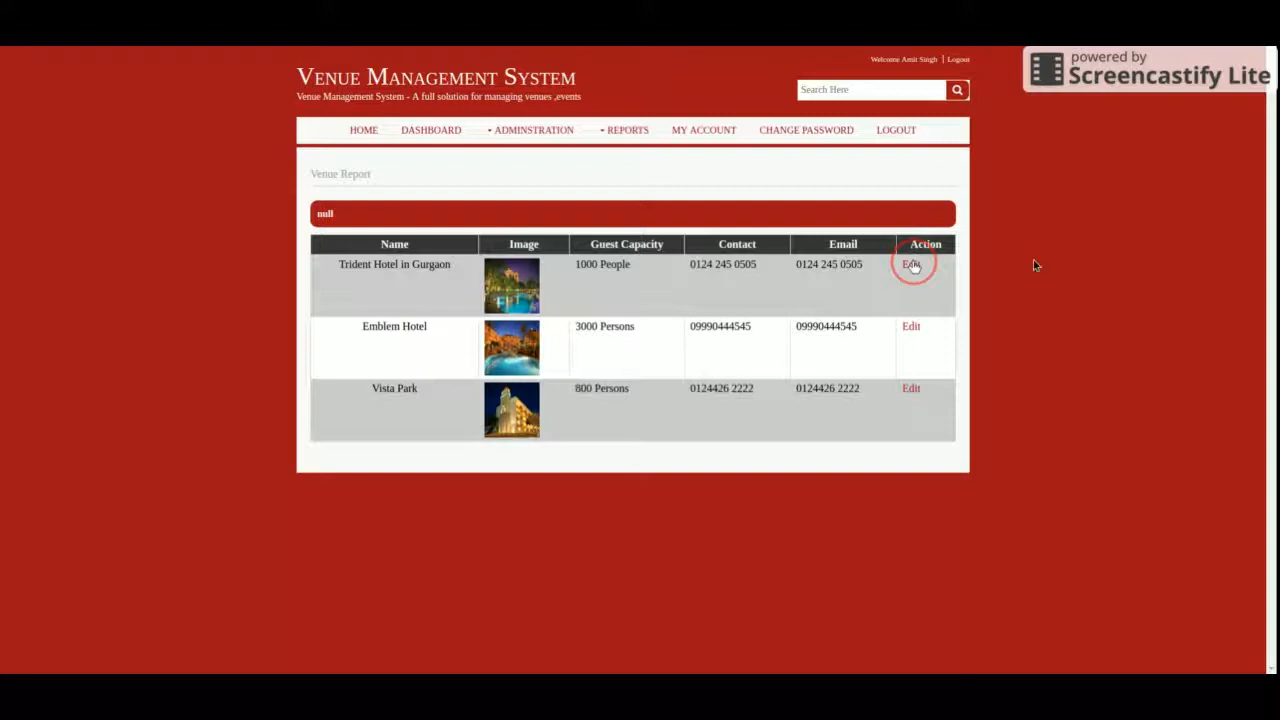 powered by
Screencastify Lite
Welcome Amit Singh | Logout
Venue Management System
Venue Management System - A full solution for managing venues ,events
Search Here
HOME DASHBOARD ADMINSTRATION REPORTS MY ACCOUNT CHANGE PASSWORD LOGOUT
Venue Report
null
Name Image Guest Capacity Contact Email Action
Trident Hotel in Gurgaon 1000 People 0124 245 0505 0124 245 0505 Edit
Emblem Hotel 3000 Persons 09990444545 09990444545 Edit
Vista Park 800 Persons 0124426 2222 0124426 2222 Edit